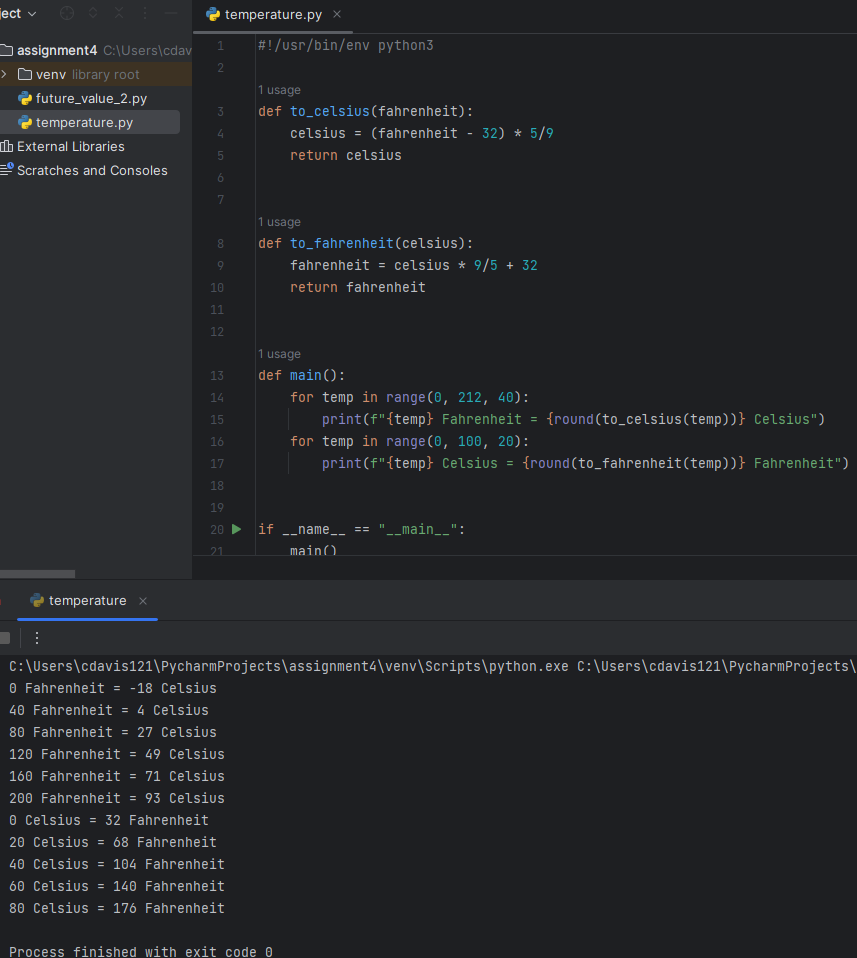 ject
temperature.py
assignment4 C:\Users\cdav
venv library root
future_value_2.py
temperature.py
External Libraries
Scratches and Consoles
1 #!/usr/bin/env python3
2
1 usage
3 def to_celsius(fahrenheit):
4 celsius = (fahrenheit - 32) * 5/9
5 return celsius
6
7
1 usage
8 def to_fahrenheit(celsius):
9 fahrenheit = celsius * 9/5 + 32
10 return fahrenheit
11
12
1 usage
13 def main():
14 for temp in range(0, 212, 40):
15 print(f"{temp} Fahrenheit = {round(to_celsius(temp))} Celsius")
16 for temp in range(0, 100, 20):
17 print(f"{temp} Celsius = {round(to_fahrenheit(temp))} Fahrenheit")
18
19
20 if __name__ == "__main__":
21 main()
temperature
C:\Users\cdavis121\PycharmProjects\assignment4\venv\Scripts\python.exe C:\Users\cdavis121\PycharmProjects\
0 Fahrenheit = -18 Celsius
40 Fahrenheit = 4 Celsius
80 Fahrenheit = 27 Celsius
120 Fahrenheit = 49 Celsius
160 Fahrenheit = 71 Celsius
200 Fahrenheit = 93 Celsius
0 Celsius = 32 Fahrenheit
20 Celsius = 68 Fahrenheit
40 Celsius = 104 Fahrenheit
60 Celsius = 140 Fahrenheit
80 Celsius = 176 Fahrenheit
Process finished with exit code 0